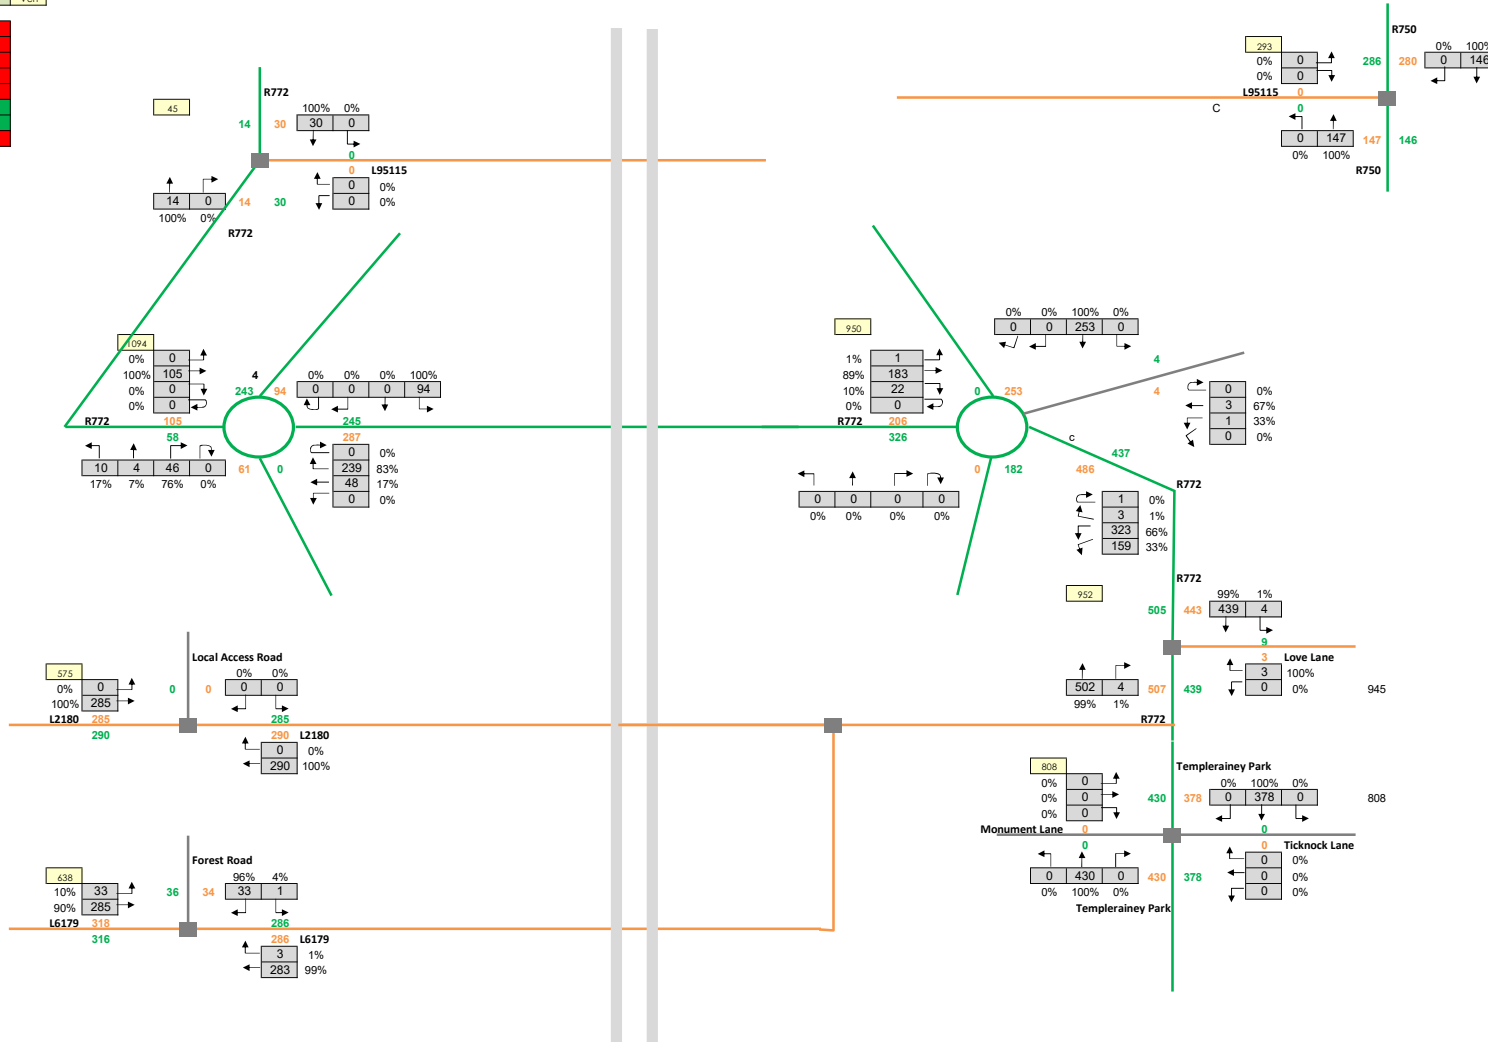 R750
293
0% 0
0% 0
286 280
0% 100%
0 146
L95115 0
0
C
0 147
0% 100%
147 146
R750
R772
45
14 30
100% 0%
30 0
0
0 L95115
0 0%
0 0%
14 0
100% 0%
14 30
R772
1094
0% 0
100% 105
0% 0
0% 0
4
243 94
0% 0% 0% 100%
0 0 0 94
R772 105
58
245
287
10 4 46 0
17% 7% 76% 0%
61 0
0 0%
239 83%
48 17%
0 0%
950
1% 1
89% 183
10% 22
0% 0
0 253
0% 0% 100% 0%
0 0 253 0
4
4
0 0%
3 67%
1 33%
0 0%
R772 206
326
0 0 0 0
0% 0% 0% 0%
0 182
c
437
486
R772
1 0%
3 1%
323 66%
159 33%
R772
952
505 443
99% 1%
439 4
9
3 Love Lane
3 100%
0 0%
945
502 4
99% 1%
507 439
R772
Local Access Road
575
0% 0
100% 285
0 0
0% 0%
0 0
L2180 285
290
285
290 L2180
0 0%
290 100%
Templerainey Park
808
0% 0
0% 0
0% 0
430 378
0% 100% 0%
0 378 0
808
Monument Lane 0
0
0
0 Ticknock Lane
0 0%
0 0%
0 0%
0 430 0
0% 100% 0%
430 378
Templerainey Park
Forest Road
638
10% 33
90% 285
36 34
96% 4%
33 1
L6179 318
316
286
286 L6179
3 1%
283 99%